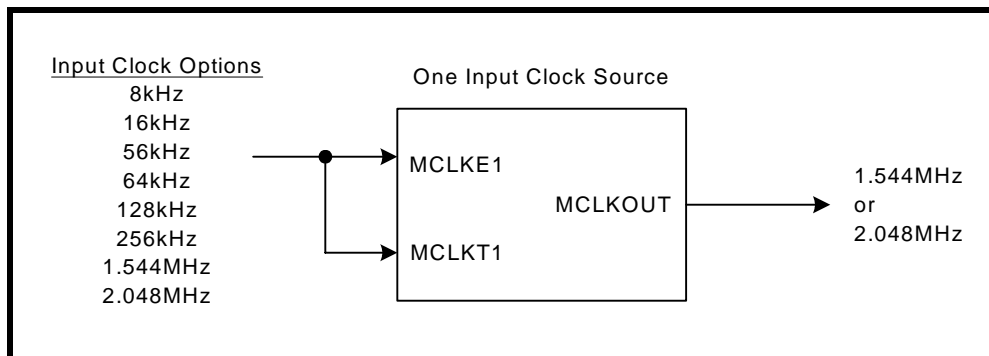 Input Clock Options
8kHz
16kHz
56kHz
64kHz
128kHz
256kHz
1.544MHz
2.048MHz
One Input Clock Source
MCLKE1
MCLKT1
MCLKOUT
1.544MHz
or
2.048MHz